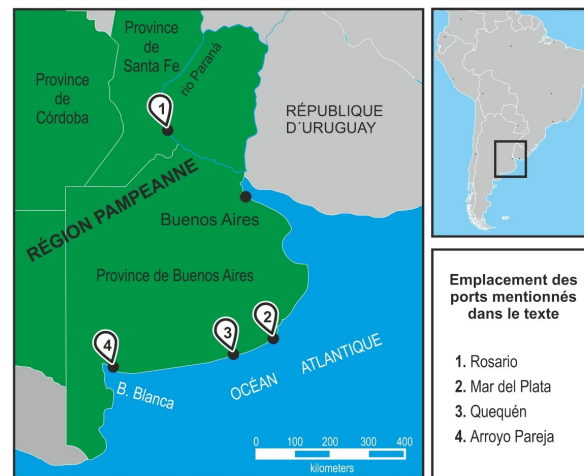 Province
de
Santa Fe
rio Paraná
Province
de
Córdoba
1
RÉPUBLIQUE
D´URUGUAY
RÉGION PAMPEANNE
Buenos Aires
Province de Buenos Aires
2
3
4
B. Blanca
OCÉAN ATLANTIQUE
0 100 200 300 400
kilometers
Emplacement des
ports mentionnés
dans le texte
1. Rosario
2. Mar del Plata
3. Quequén
4. Arroyo Pareja